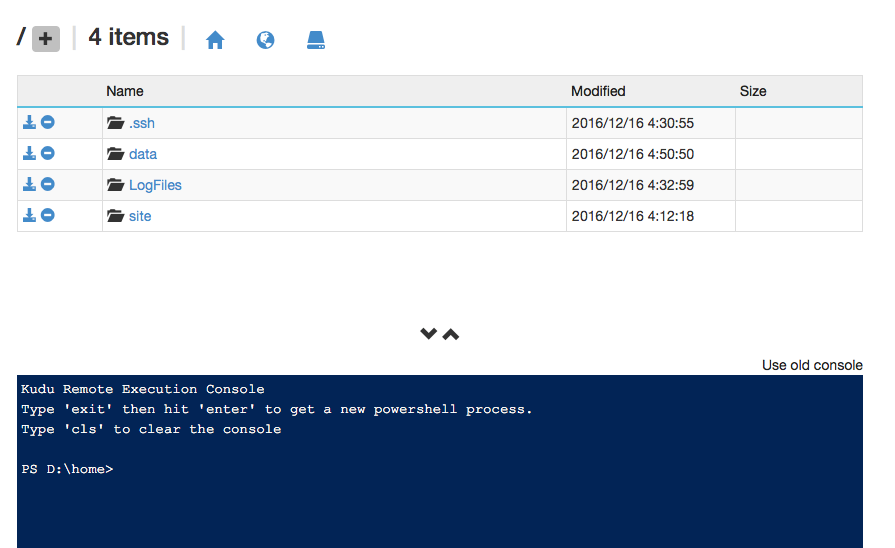 / + | 4 items |
Name Modified Size
.ssh 2016/12/16 4:30:55
data 2016/12/16 4:50:50
LogFiles 2016/12/16 4:32:59
site 2016/12/16 4:12:18
Use old console
Kudu Remote Execution Console
Type 'exit' then hit 'enter' to get a new powershell process.
Type 'cls' to clear the console
PS D:\home>